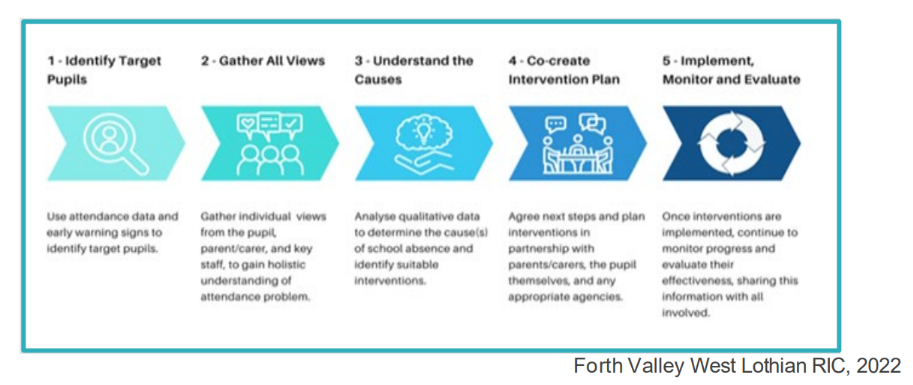 1 - Identify Target
Pupils
Use attendance data and
early warning signs to
identify target pupils.
2 - Gather All Views
Gather individual views
from the pupil,
parent/carer, and key
staff, to gain holistic
understanding of
attendance problem.
3 - Understand the
Causes
Analyse qualitative data
to determine the cause(s)
of school absence and
identify suitable
interventions.
4 - Co-create
Intervention Plan
Agree next steps and plan
interventions in
partnership with
parents/carers, the pupil
themselves, and any
appropriate agencies.
5 - Implement,
Monitor and Evaluate
Once interventions are
implemented, continue to
monitor progress and
evaluate their
effectiveness, sharing this
information with all
involved.
Forth Valley West Lothian RIC, 2022